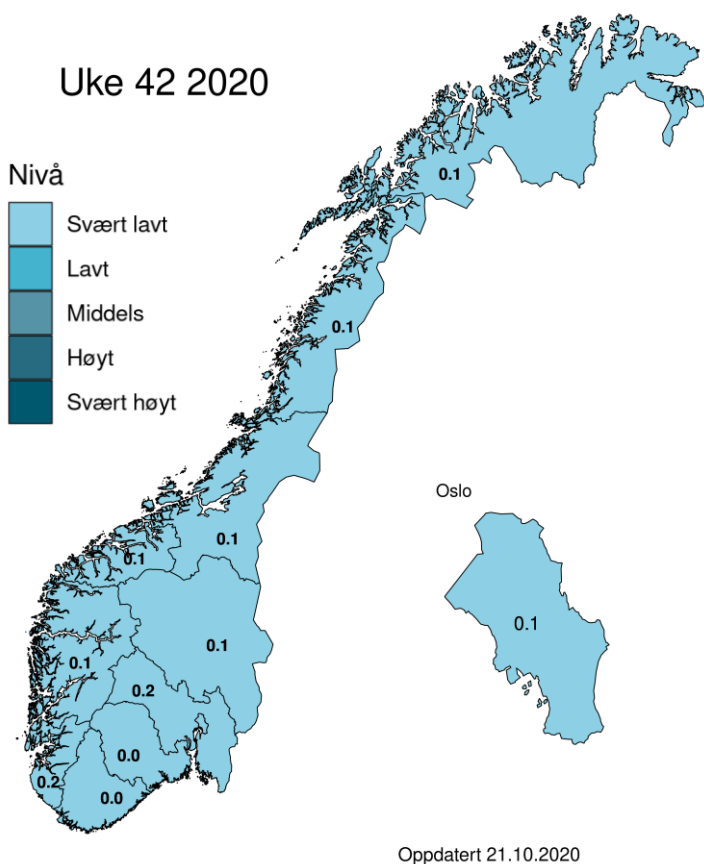 Uke 42 2020
Nivå
Svært lavt
Lavt
Middels
Høyt
Svært høyt
0.1
0.1
Oslo
0.1
0.1
0.1
0.1
0.1
0.2
0.0
0.2
0.0
Oppdatert 21.10.2020